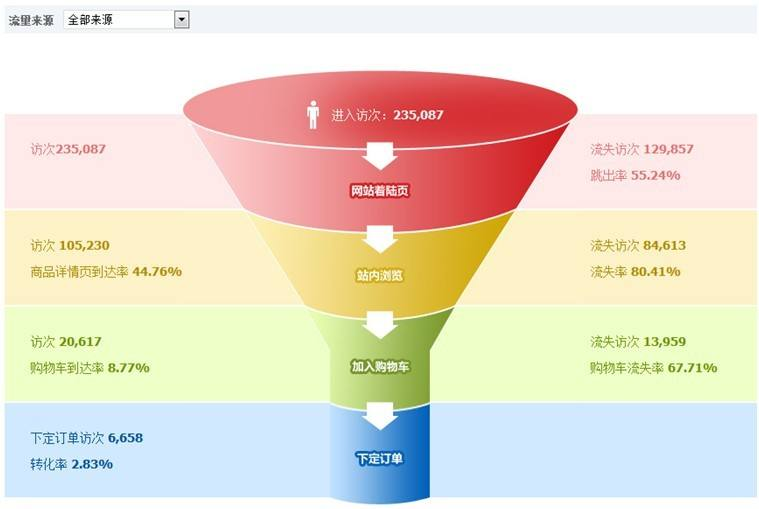 流量来源 全部来源
进入访次：235,087
访次235,087
流失访次 129,857
跳出率 55.24%
网站着陆页
访次 105,230
商品详情页到达率 44.76%
流失访次 84,613
流失率 80.41%
站内浏览
访次 20,617
购物车到达率 8.77%
流失访次 13,959
购物车流失率 67.71%
加入购物车
下定订单访次 6,658
转化率 2.83%
下定订单